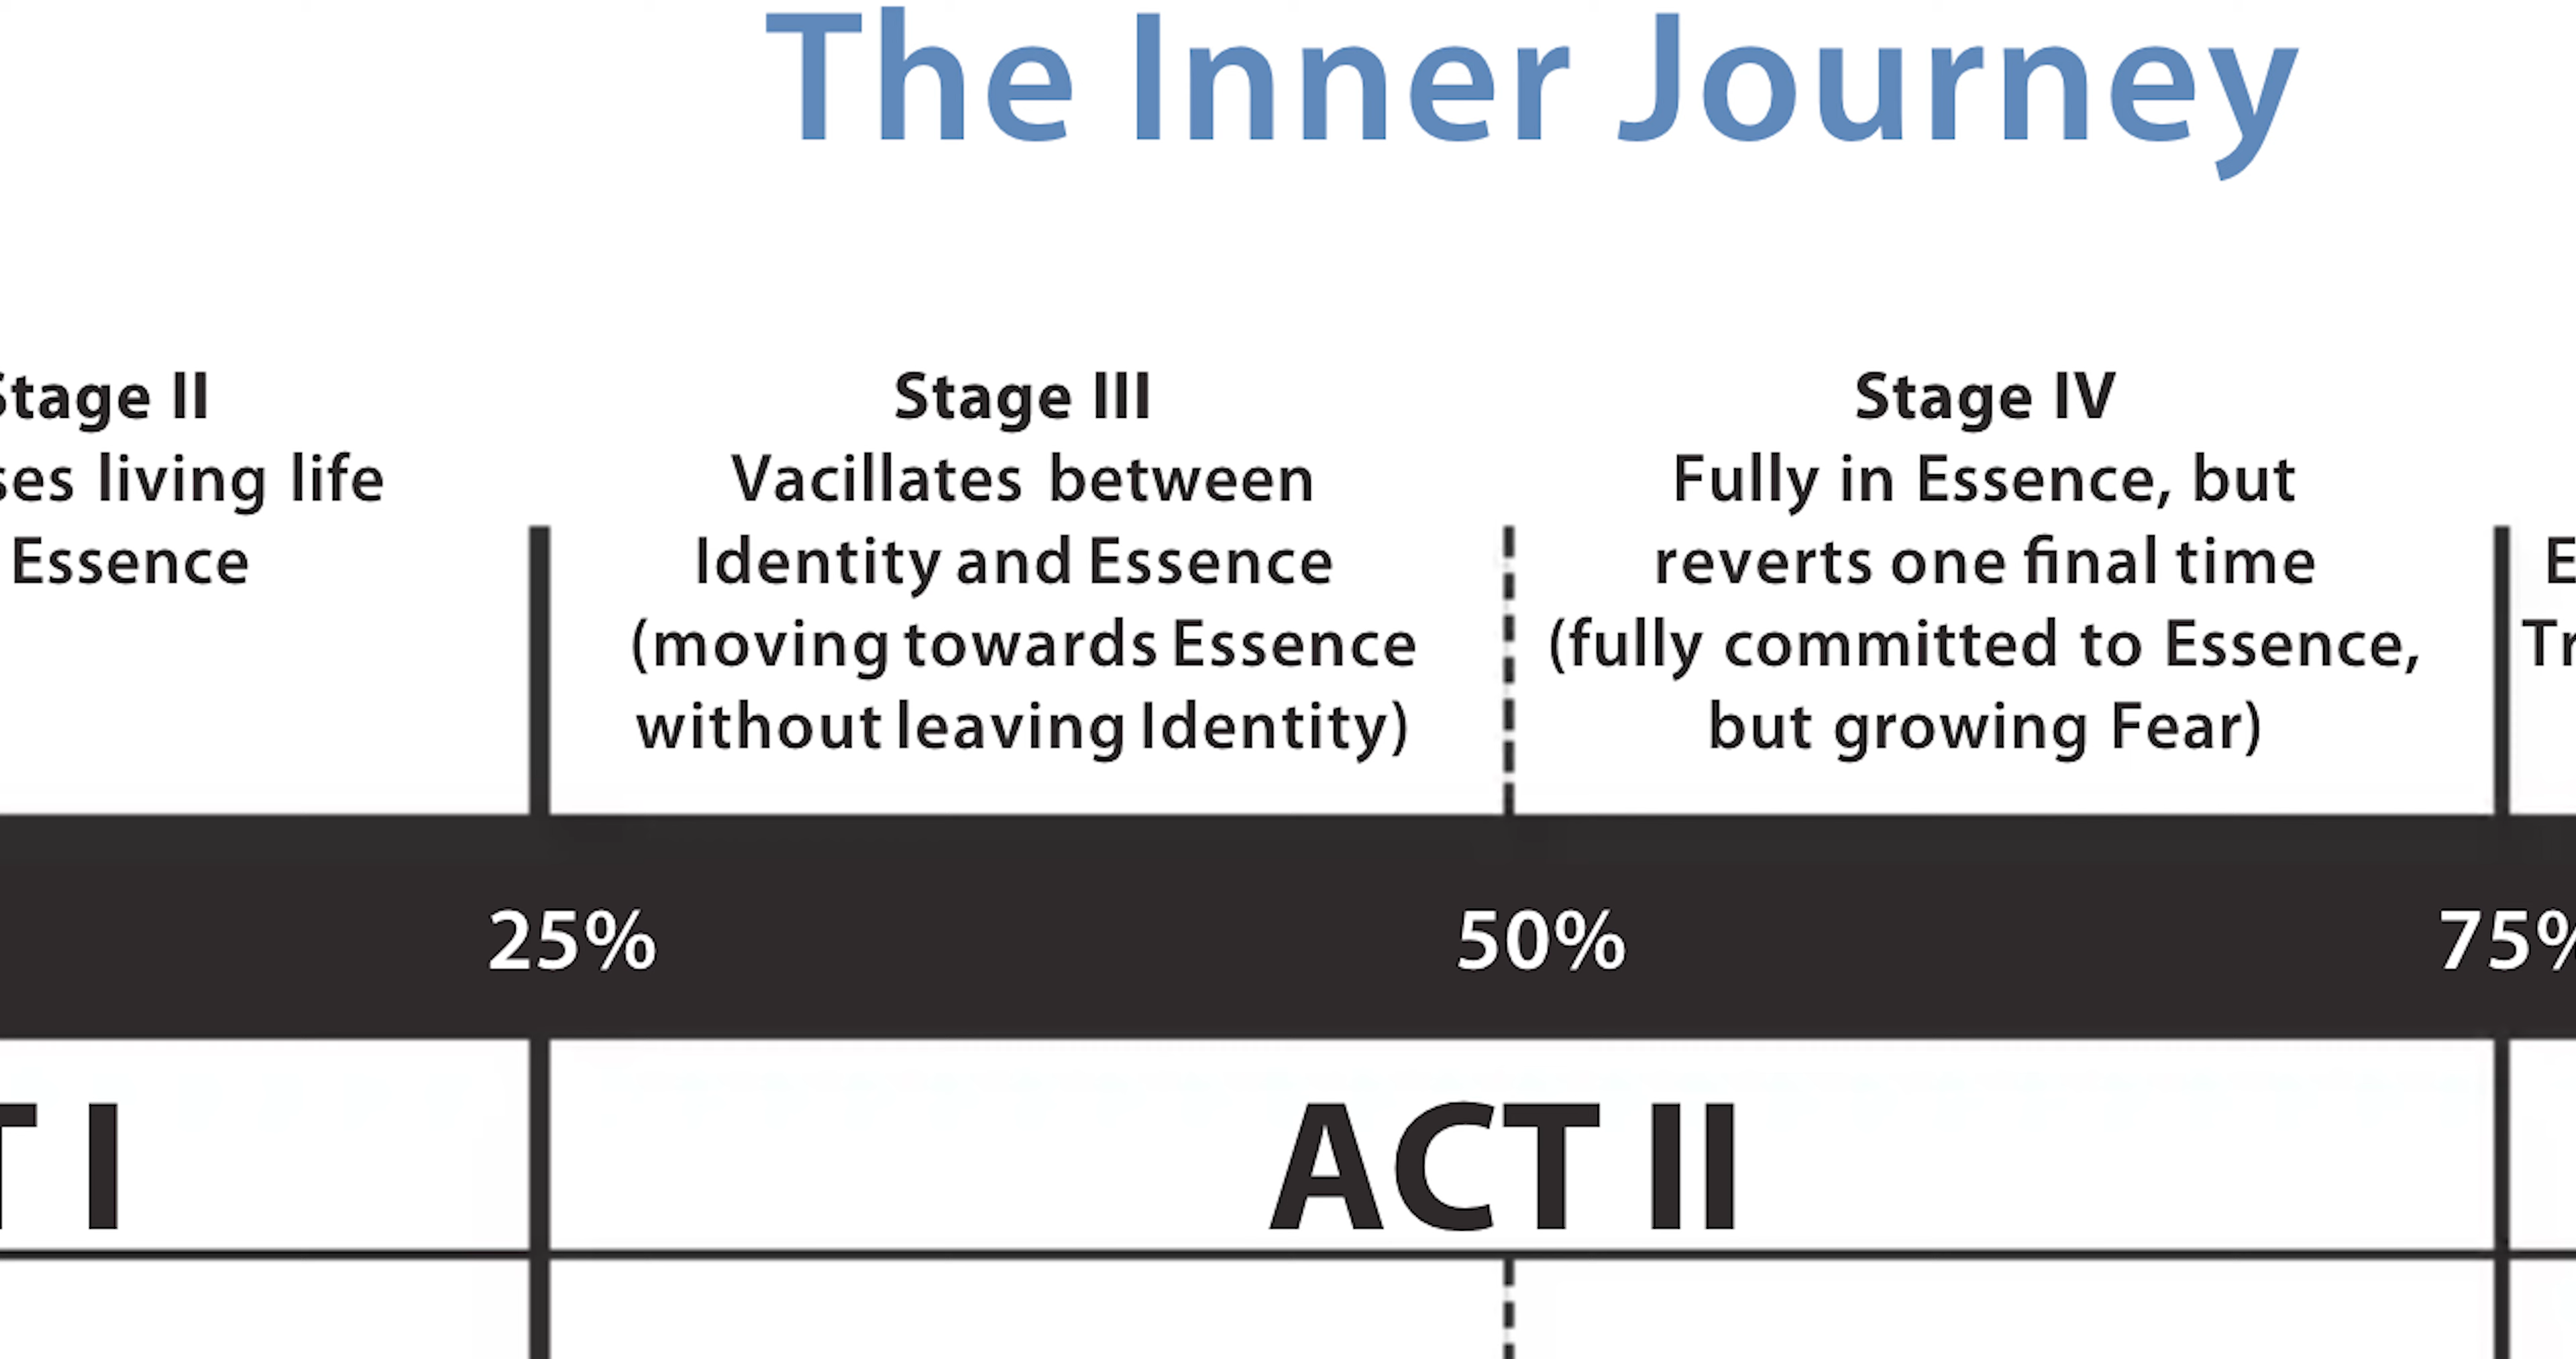 The Inner Journey
Stage II
living life
Essence
Stage III
Vacillates between
Identity and Essence
(moving towards Essence
without leaving Identity)
Stage IV
Fully in Essence, but
reverts one final time
(fully committed to Essence,
but growing Fear)
25%
50%
75%
I
ACT II